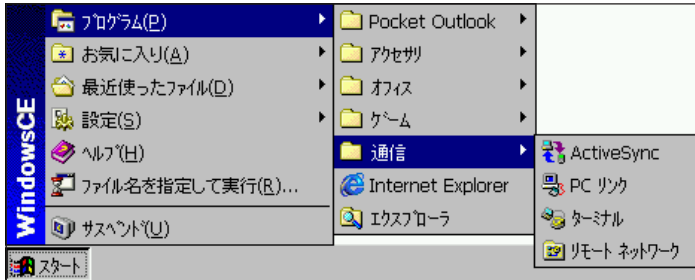 WindowsCE
ﾌﾟﾛｸﾞﾗﾑ(P)
お気に入り(A)
最近使ったﾌｧｲﾙ(D)
設定(S)
ﾍﾙﾌﾟ(H)
ﾌｧｲﾙ名を指定して実行(R)...
ｻｽﾍﾟﾝﾄﾞ(U)
Pocket Outlook
ｱｸｾｻﾘ
ｵﾌｨｽ
ｹﾞｰﾑ
通信
Internet Explorer
ｴｸｽﾌﾟﾛｰﾗ
ActiveSync
PC ﾘﾝｸ
ﾀｰﾐﾅﾙ
ﾘﾓｰﾄ ﾈｯﾄﾜｰｸ
ｽﾀｰﾄ